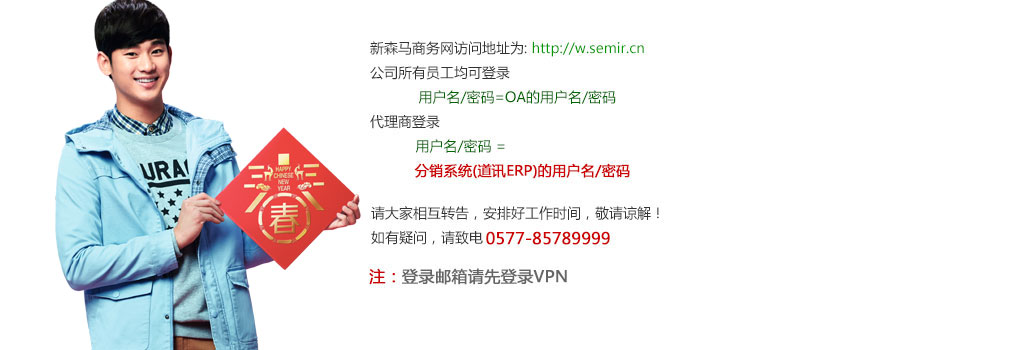 新森马商务网访问地址为: http://w.semir.cn
公司所有员工均可登录
用户名/密码=OA的用户名/密码
代理商登录
用户名/密码 =
分销系统(道讯ERP)的用户名/密码
请大家相互转告，安排好工作时间，敬请谅解！
如有疑问，请致电 0577-85789999
注：登录邮箱请先登录VPN
HAPPY
CHINESE
NEW
YEAR
春